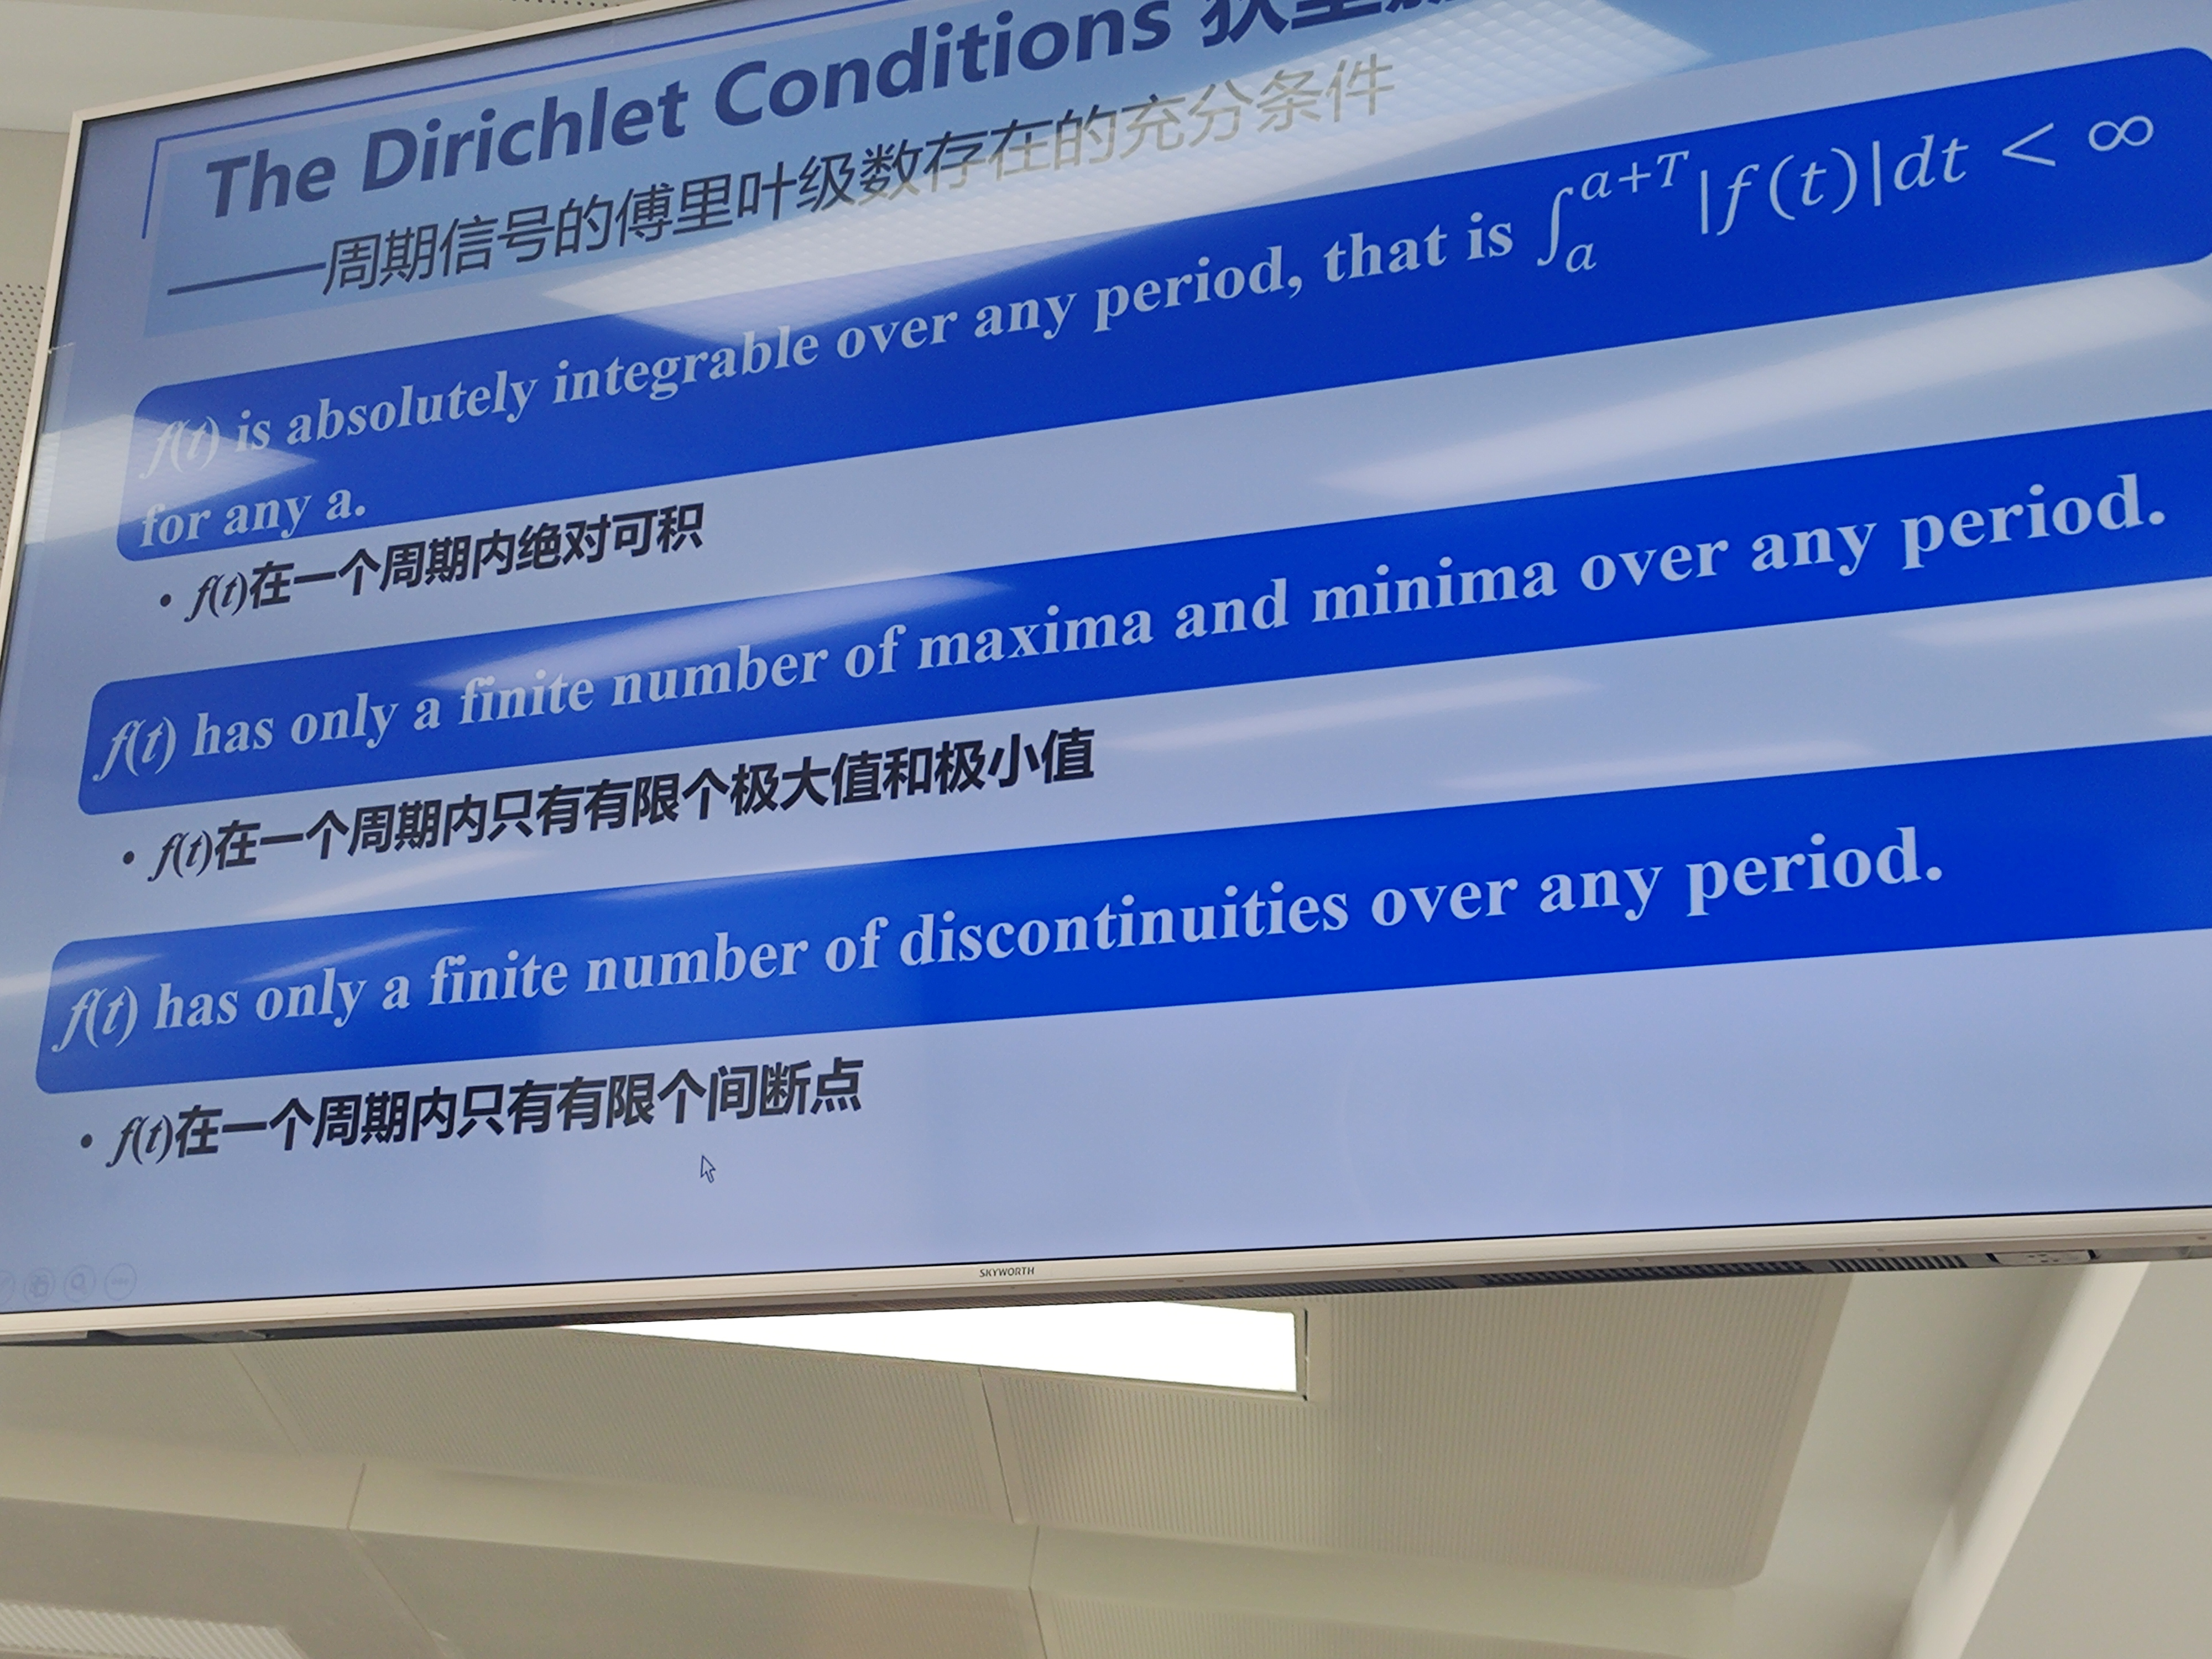 The Dirichlet Conditions
——周期信号的傅里叶级数存在的充分条件
f(t) is absolutely integrable over any period, that is ∫ₐᵃ⁺ᵀ|f(t)|dt < ∞
for any a.
• f(t)在一个周期内绝对可积
f(t) has only a finite number of maxima and minima over any period.
• f(t)在一个周期内只有有限个极大值和极小值
f(t) has only a finite number of discontinuities over any period.
• f(t)在一个周期内只有有限个间断点
SKYWORTH